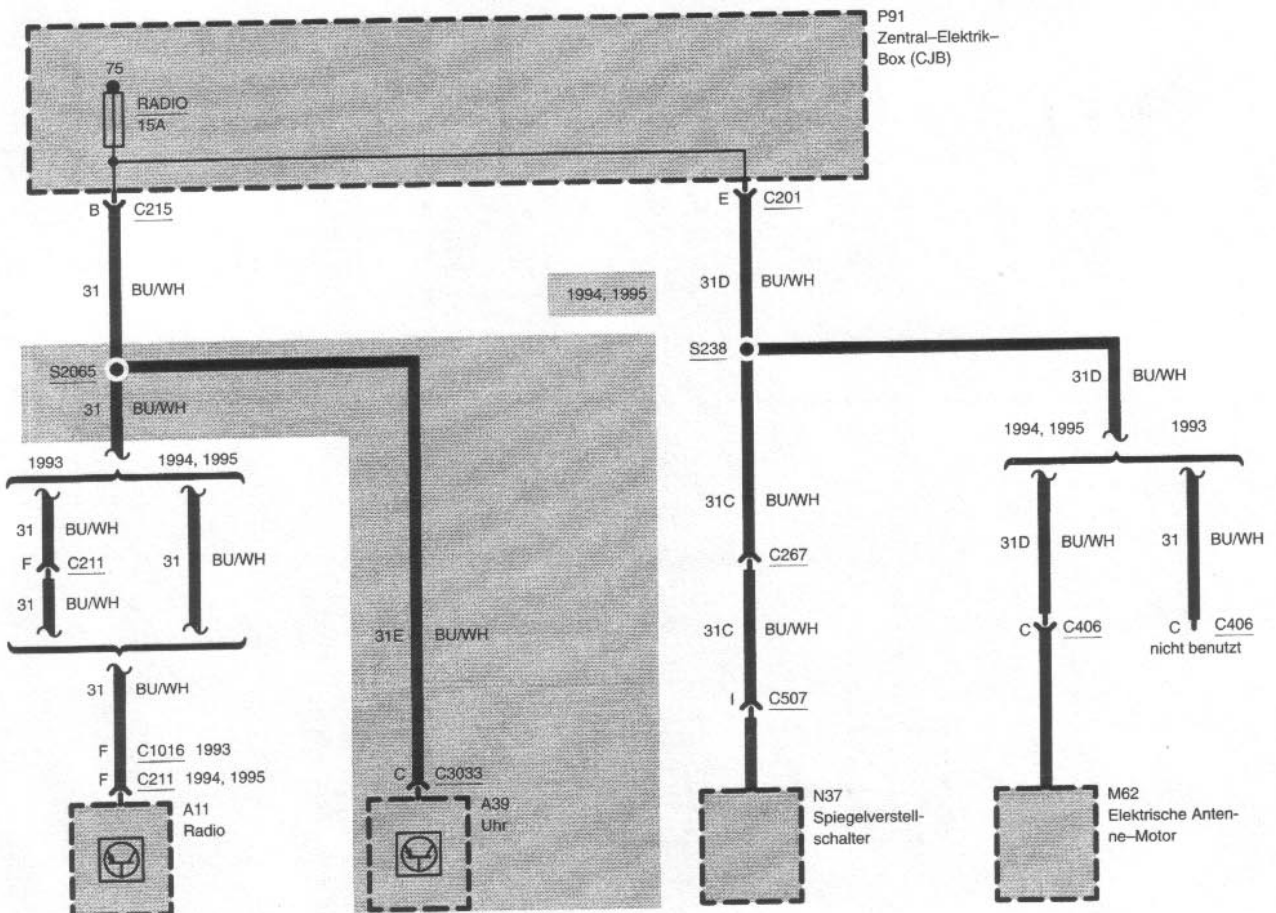 P91
Zentral–Elektrik–
Box (CJB)
75
RADIO
15A
B C215
E C201
31 BU/WH
1994, 1995
31D BU/WH
S2065
S238
31 BU/WH
31D BU/WH
1993
1994, 1995
1994, 1995
1993
31 BU/WH
F C211
31 BU/WH
31 BU/WH
31C BU/WH
C267
31D BU/WH
31 BU/WH
31E BU/WH
31C BU/WH
C C406
C C406
nicht benutzt
31 BU/WH
I C507
F C1016 1993
F C211 1994, 1995
C C3033
A11
Radio
A39
Uhr
N37
Spiegelverstell-
schalter
M62
Elektrische Anten-
ne–Motor